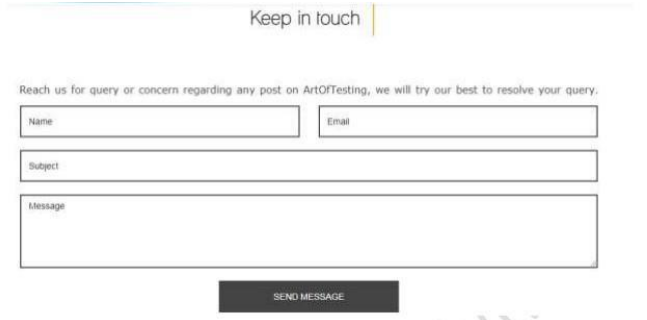 Keep in touch
Reach us for query or concern regarding any post on ArtOfTesting, we will try our best to resolve your query.
Name Email
Subject
Message
SEND MESSAGE